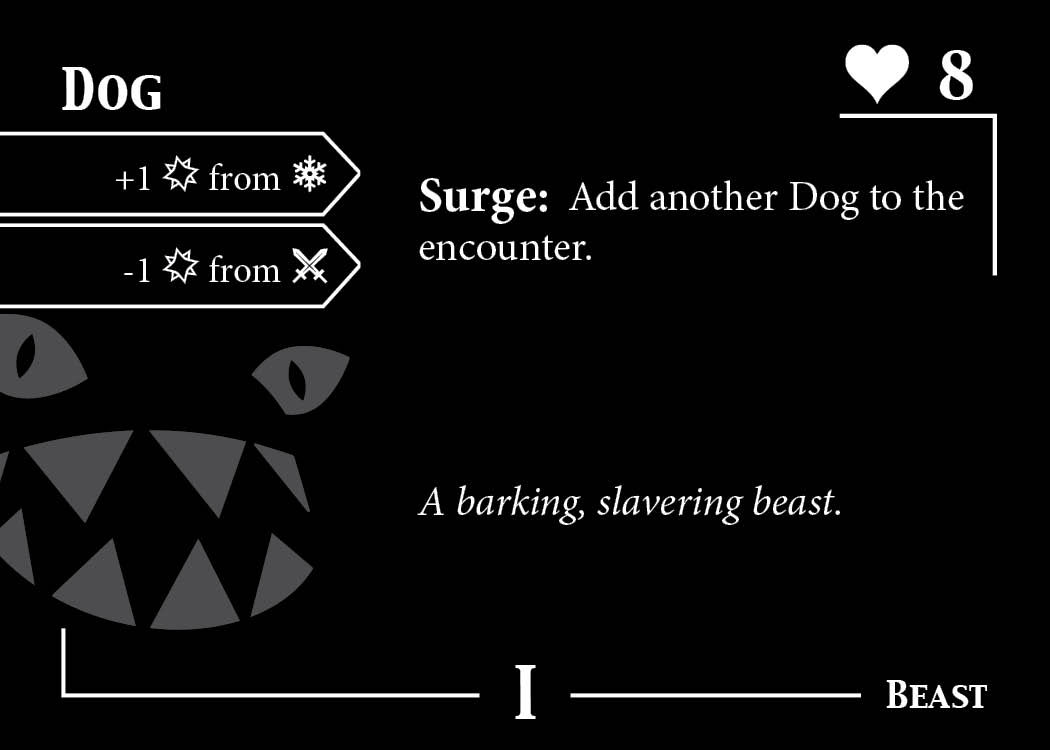 Dog
8
+1 from
-1 from
Surge: Add another Dog to the
encounter.
A barking, slavering beast.
I
Beast